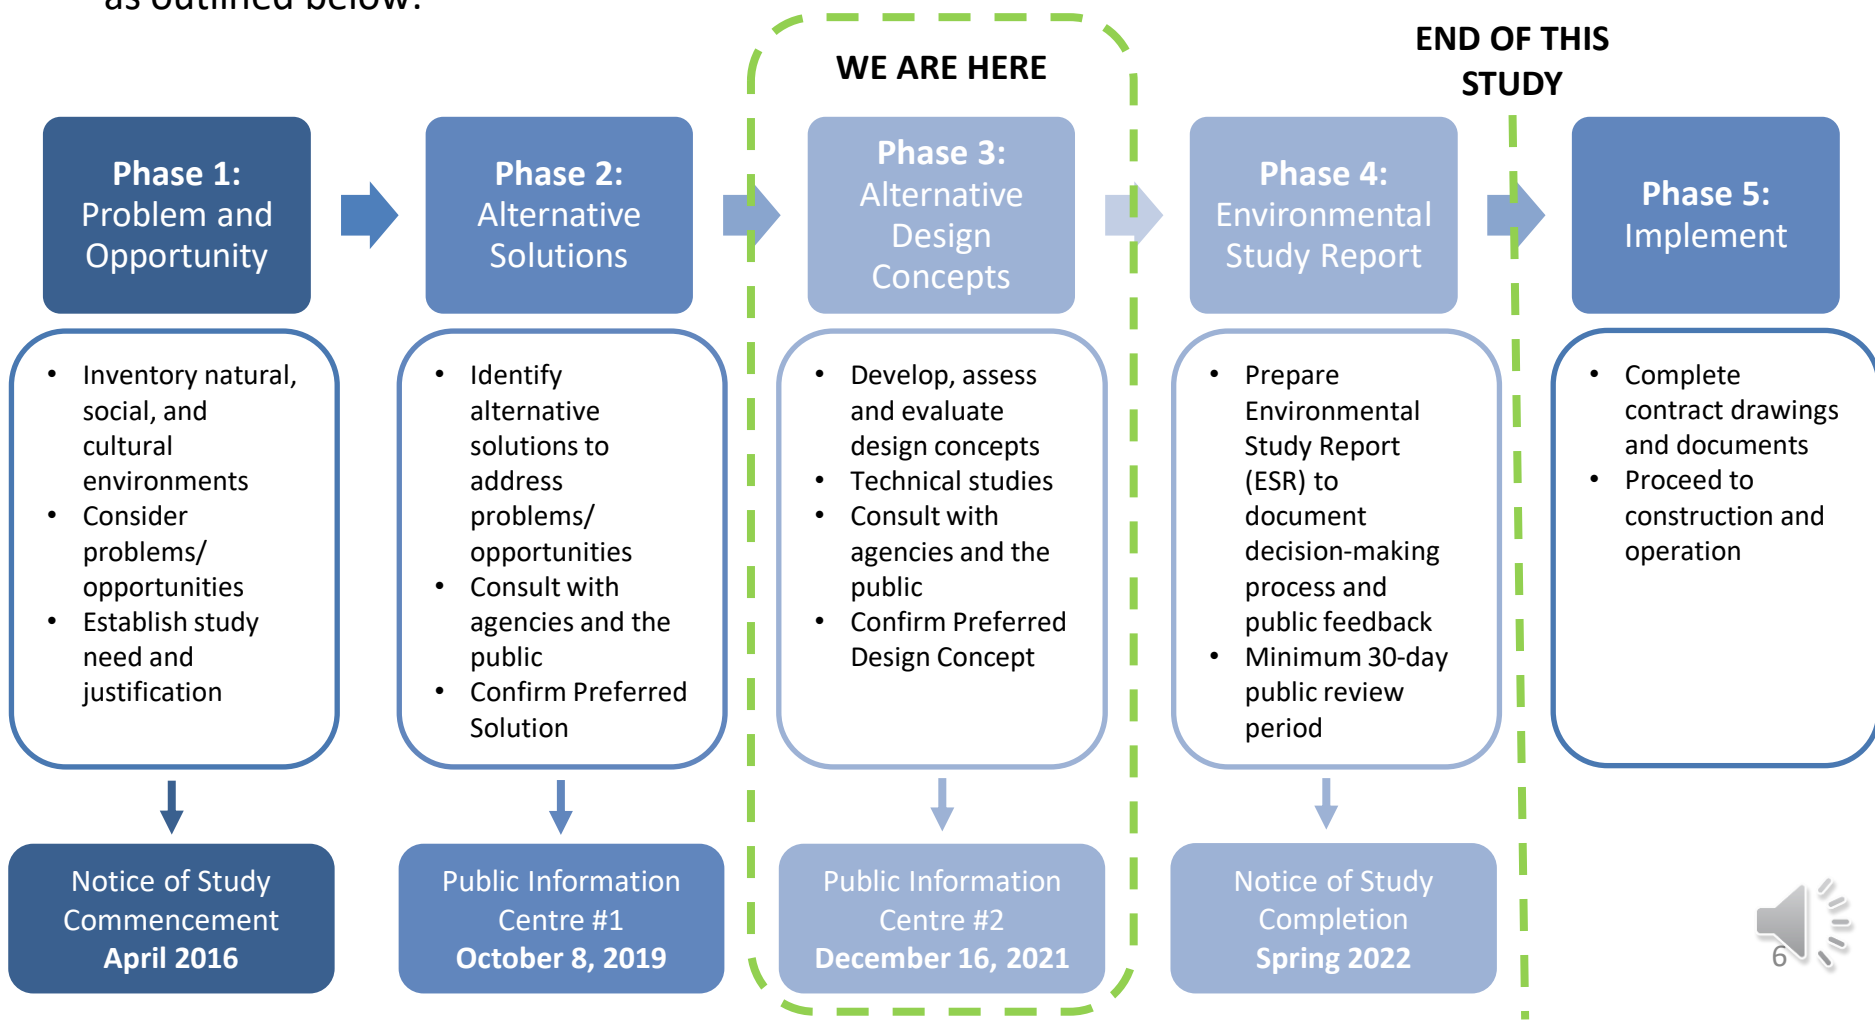 as outlined below:
WE ARE HERE
END OF THIS
STUDY
Phase 1:
Problem and
Opportunity
Phase 2:
Alternative
Solutions
Phase 3:
Alternative
Design
Concepts
Phase 4:
Environmental
Study Report
Phase 5:
Implement
• Inventory natural,
social, and
cultural
environments
• Consider
problems/
opportunities
• Establish study
need and
justification
• Identify
alternative
solutions to
address
problems/
opportunities
• Consult with
agencies and the
public
• Confirm Preferred
Solution
• Develop, assess
and evaluate
design concepts
• Technical studies
• Consult with
agencies and the
public
• Confirm Preferred
Design Concept
• Prepare
Environmental
Study Report
(ESR) to
document
decision-making
process and
public feedback
• Minimum 30-day
public review
period
• Complete
contract drawings
and documents
• Proceed to
construction and
operation
Notice of Study
Commencement
April 2016
Public Information
Centre #1
October 8, 2019
Public Information
Centre #2
December 16, 2021
Notice of Study
Completion
Spring 2022
6